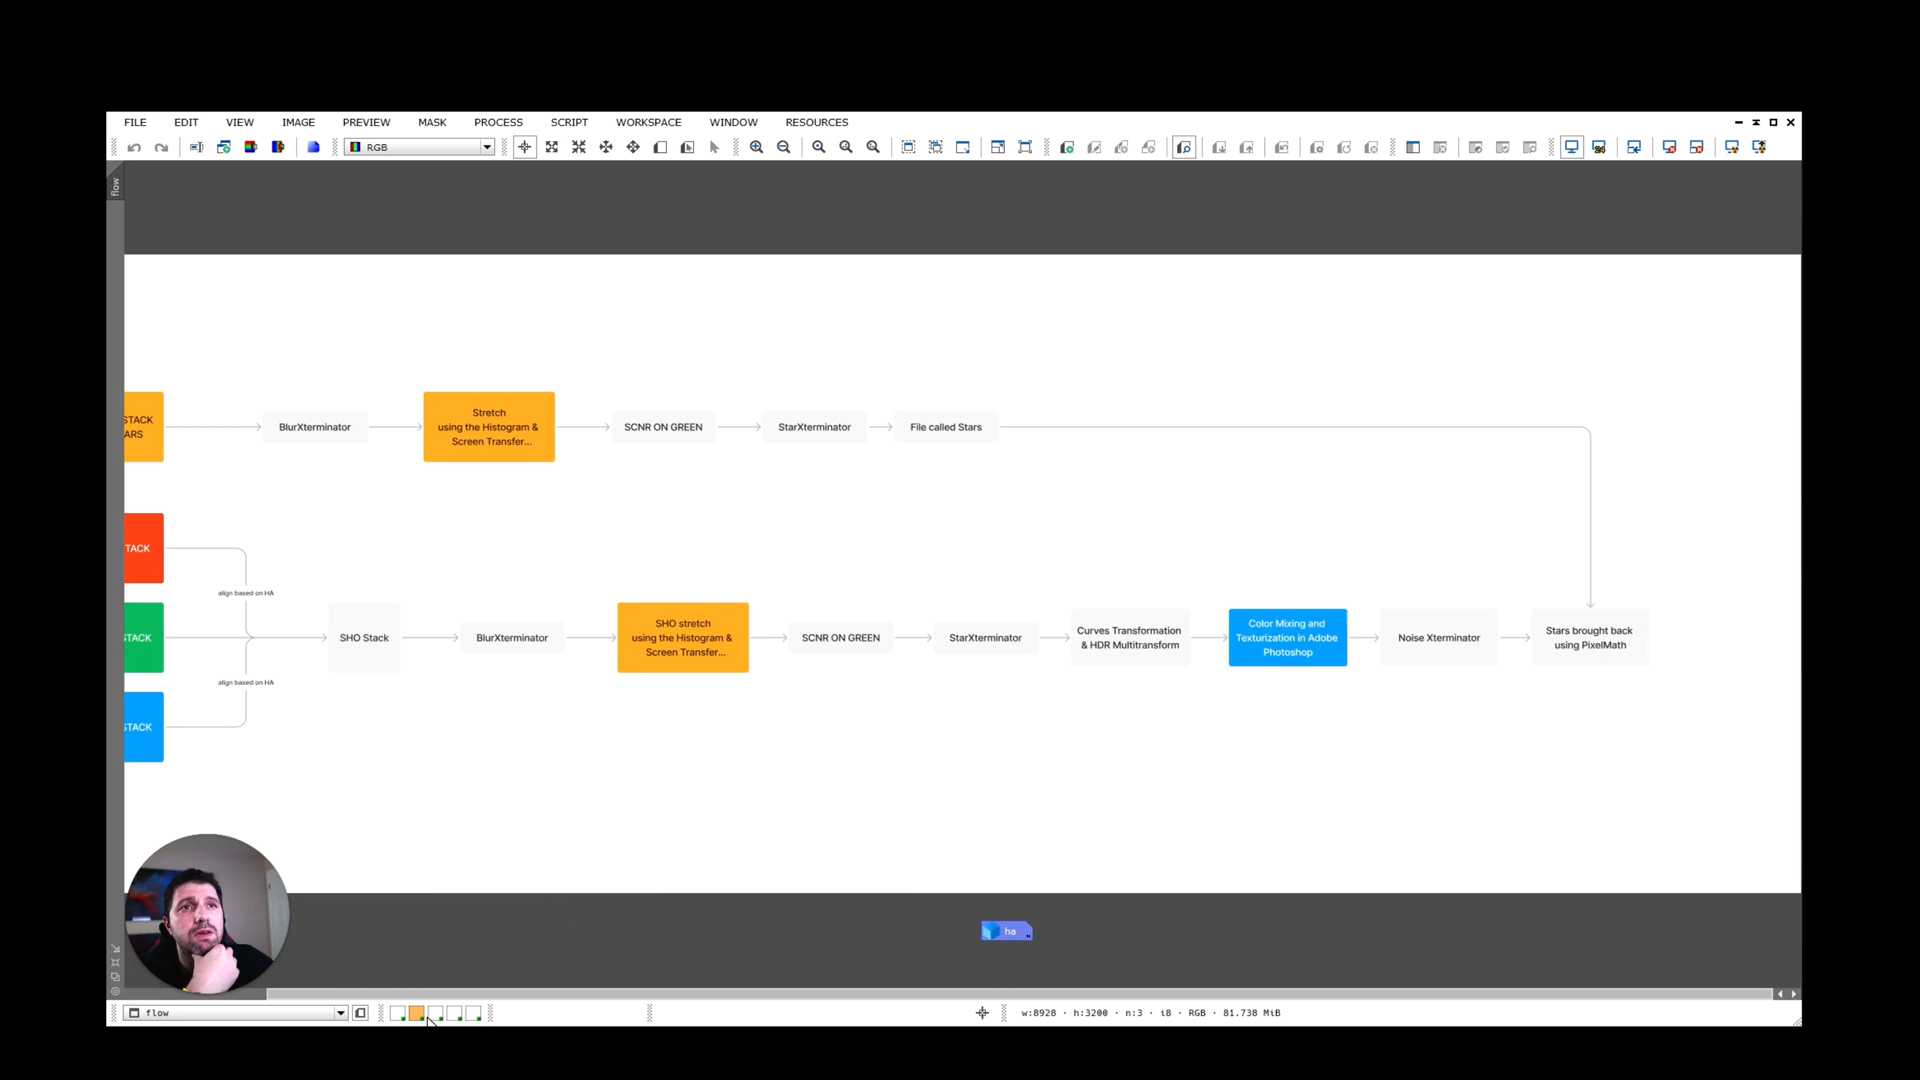 FILE EDIT VIEW IMAGE PREVIEW MASK PROCESS SCRIPT WORKSPACE WINDOW RESOURCES
RGB
flow
STACK
ARS
BlurXterminator
Stretch
using the Histogram &
Screen Transfer...
SCNR ON GREEN
StarXterminator
File called Stars
TACK
align based on HA
STACK
align based on HA
STACK
SHO Stack
BlurXterminator
SHO stretch
using the Histogram &
Screen Transfer...
SCNR ON GREEN
StarXterminator
Curves Transformation
& HDR Multitransform
Color Mixing and
Texturization in Adobe
Photoshop
Noise Xterminator
Stars brought back
using PixelMath
ha
flow
w:8928 · h:3200 · n:3 · i8 · RGB · 81.738 MiB